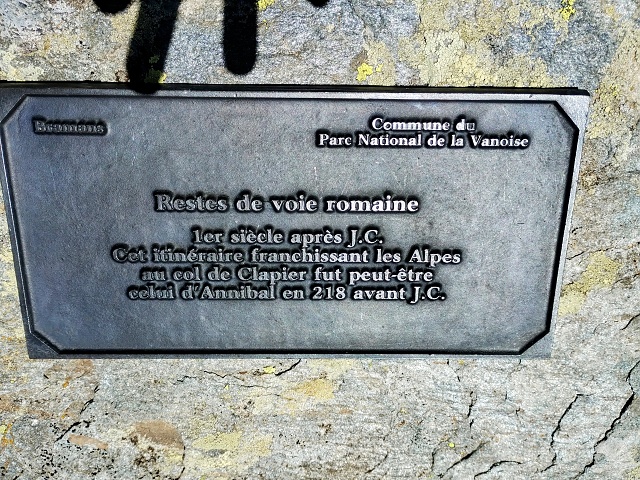 Bramans
Commune du
Parc National de la Vanoise
Restes de voie romaine
1er siècle après J.C.
Cet itinéraire franchissant les Alpes
au col de Clapier fut peut-être
celui d'Annibal en 218 avant J.C.